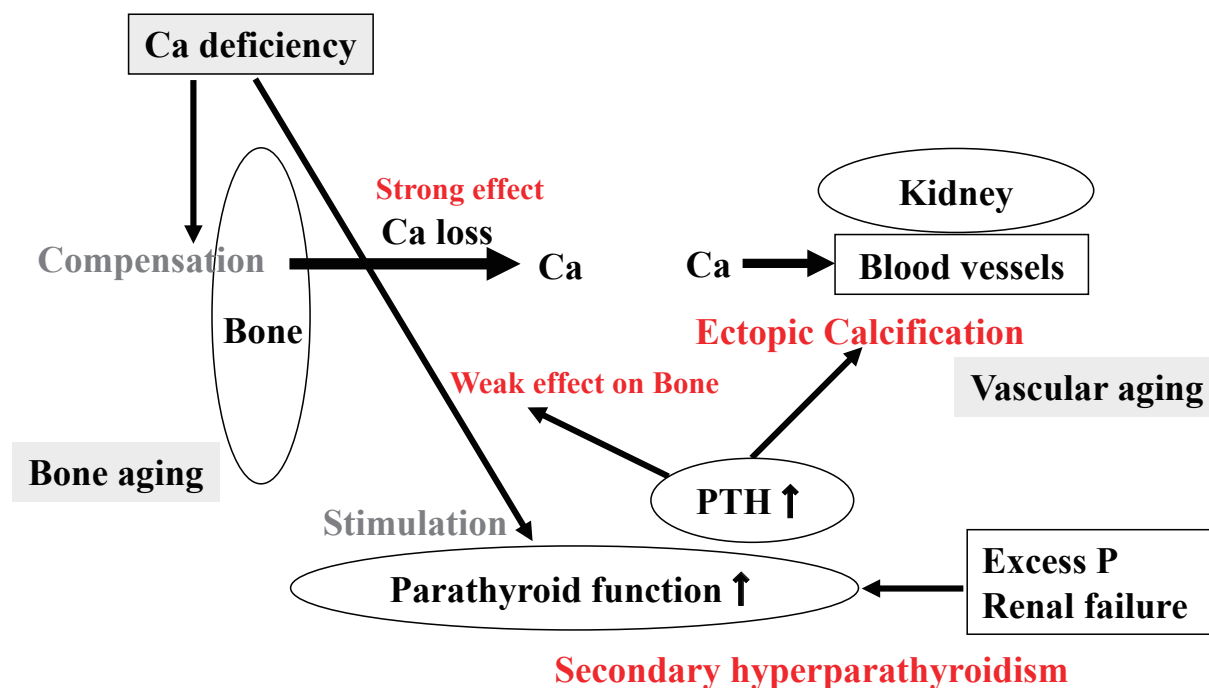 Ca deficiency
Strong effect
Ca loss
Kidney
Compensation
Ca
Ca
Blood vessels
Bone
Ectopic Calcification
Weak effect on Bone
Vascular aging
Bone aging
PTH ↑
Stimulation
Parathyroid function ↑
Excess P
Renal failure
Secondary hyperparathyroidism